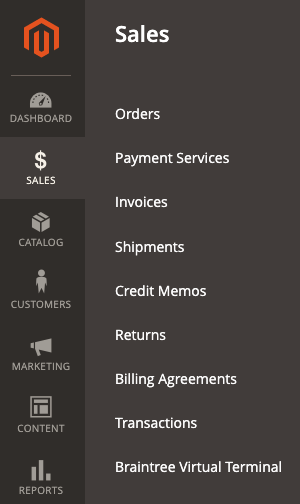 Sales
DASHBOARD
SALES
CATALOG
CUSTOMERS
MARKETING
CONTENT
REPORTS
Orders
Payment Services
Invoices
Shipments
Credit Memos
Returns
Billing Agreements
Transactions
Braintree Virtual Terminal